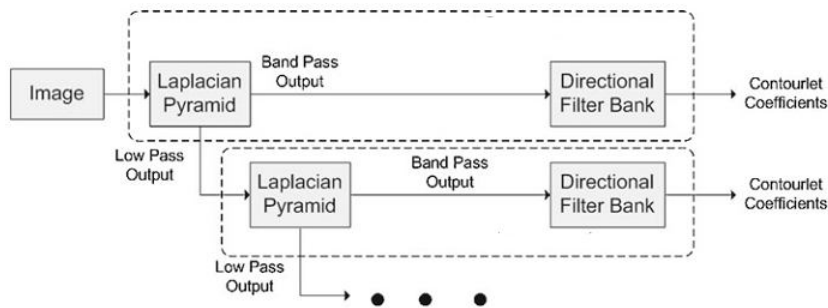 Image
Laplacian
Pyramid
Band Pass
Output
Directional
Filter Bank
Contourlet
Coefficients
Low Pass
Output
Laplacian
Pyramid
Band Pass
Output
Directional
Filter Bank
Contourlet
Coefficients
Low Pass
Output